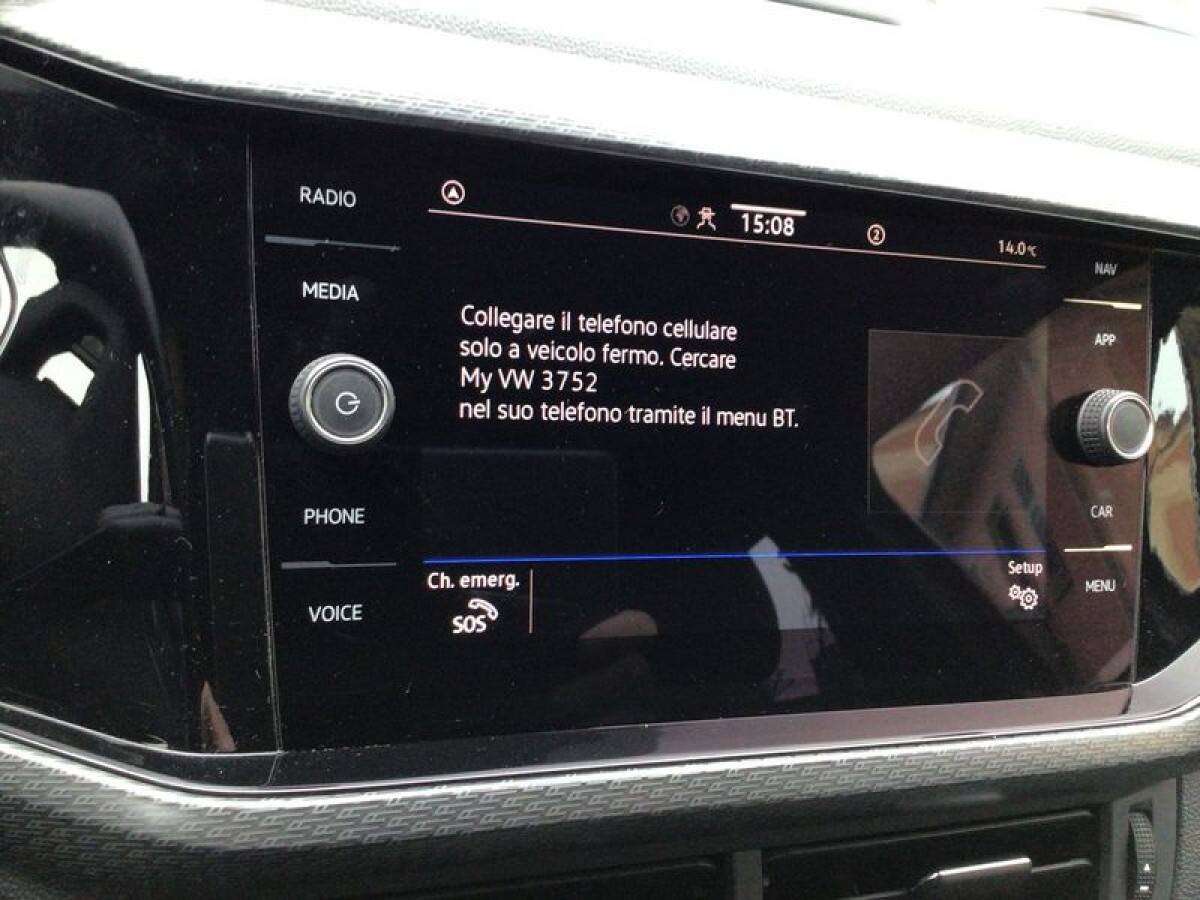 RADIO
15:08
2
14.0°C
NAV
MEDIA
APP
Collegare il telefono cellulare
solo a veicolo fermo. Cercare
My VW 3752
nel suo telefono tramite il menu BT.
PHONE
CAR
Ch. emerg.
SOS
Setup
VOICE
MENU